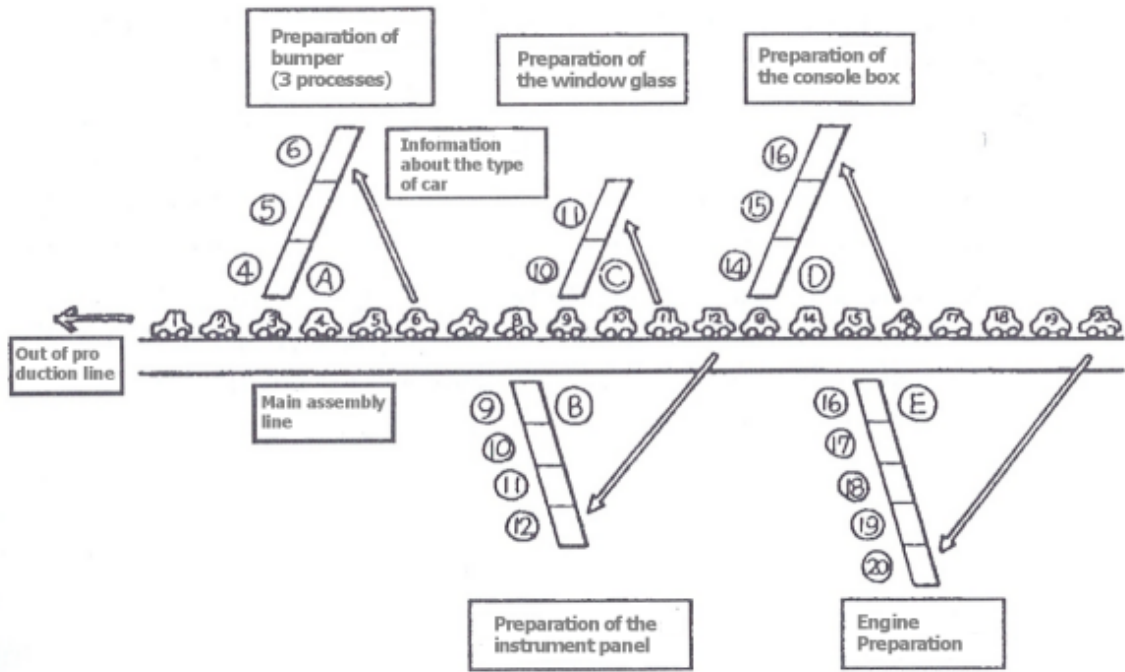 Preparation of
bumper
(3 processes)
Preparation of
the window glass
Preparation of
the console box
Information
about the type
of car
6
5
4
A
11
10
C
16
15
14
D
1 2 3 4 5 6 7 8 9 10 11 12 13 14 15 16 17 18 19 20
Out of pro
duction line
Main assembly
line
9
10
11
12
B
16
17
18
19
20
E
Preparation of the
instrument panel
Engine
Preparation